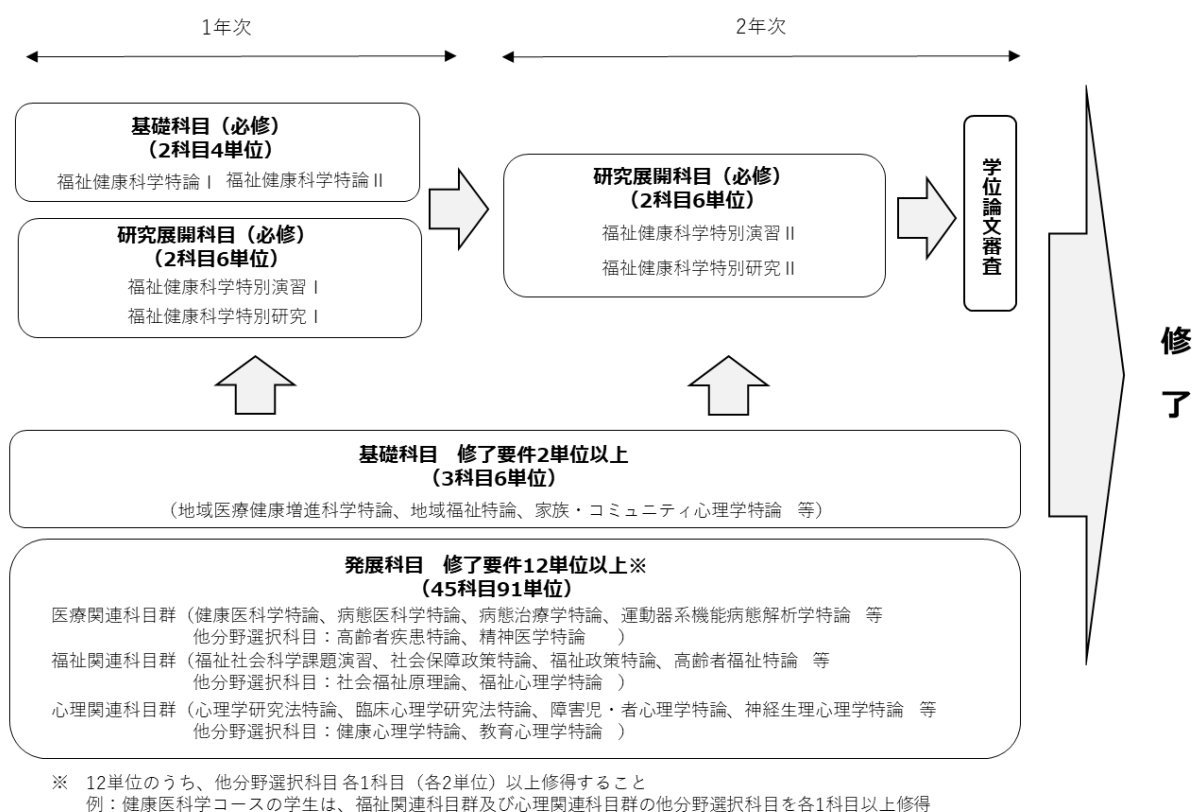 1年次
2年次
基礎科目（必修）
（2科目4単位）
福祉健康科学特論Ⅰ 福祉健康科学特論Ⅱ
研究展開科目（必修）
（2科目6単位）
福祉健康科学特別演習Ⅰ
福祉健康科学特別研究Ⅰ
研究展開科目（必修）
（2科目6単位）
福祉健康科学特別演習Ⅱ
福祉健康科学特別研究Ⅱ
学位論文審査
修了
基礎科目　修了要件2単位以上
（3科目6単位）
（地域医療健康増進科学特論、地域福祉特論、家族・コミュニティ心理学特論　等）
発展科目　修了要件12単位以上※
（45科目91単位）
医療関連科目群（健康医科学特論、病態医科学特論、病態治療学特論、運動器系機能病態解析学特論　等
他分野選択科目：高齢者疾患特論、精神医学特論　　）
福祉関連科目群（福祉社会科学課題演習、社会保障政策特論、福祉政策特論、高齢者福祉特論　等
他分野選択科目：社会福祉原理論、福祉心理学特論　）
心理関連科目群（心理学研究法特論、臨床心理学研究法特論、障害児・者心理学特論、神経生理心理学特論　等
他分野選択科目：健康心理学特論、教育心理学特論　）
※　12単位のうち、他分野選択科目各1科目（各2単位）以上修得すること
例：健康医科学コースの学生は、福祉関連科目群及び心理関連科目群の他分野選択科目を各1科目以上修得